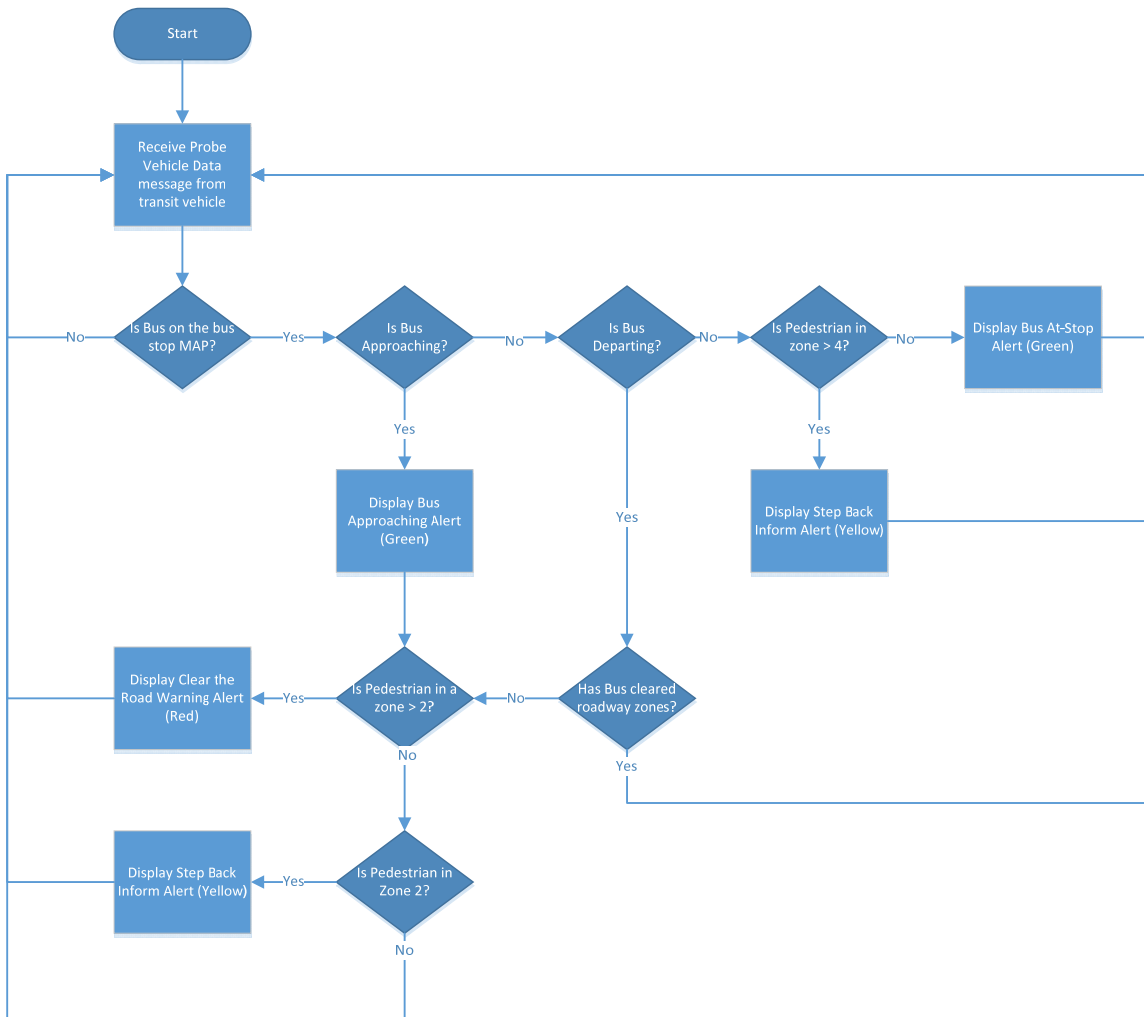 Start
Receive Probe
Vehicle Data
message from
transit vehicle
Is Bus on the bus
stop MAP?
No
Yes
Is Bus
Approaching?
No
Is Bus
Departing?
No
Is Pedestrian in
zone > 4?
No
Display Bus At-Stop
Alert (Green)
Yes
Yes
Yes
Display Bus
Approaching Alert
(Green)
Display Step Back
Inform Alert (Yellow)
Display Clear the
Road Warning Alert
(Red)
Yes
Is Pedestrian in a
zone > 2?
No
Has Bus cleared
roadway zones?
No
Yes
Display Step Back
Inform Alert (Yellow)
Yes
Is Pedestrian in
Zone 2?
No